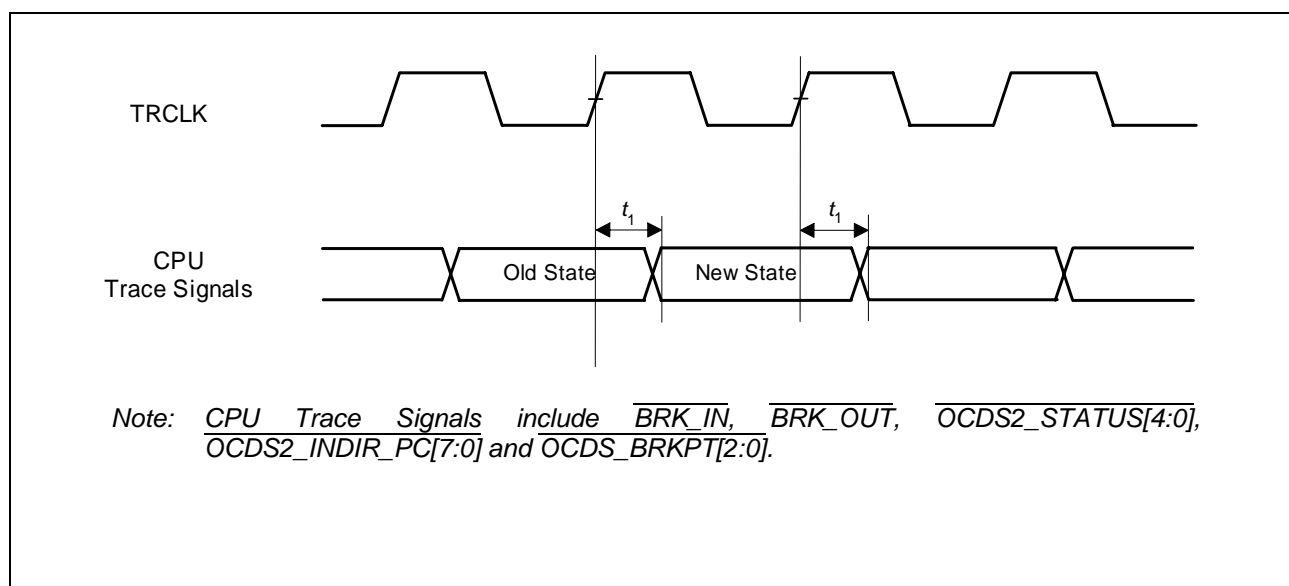 TRCLK
t1
t1
CPU
Trace Signals
Old State
New State
Note: CPU Trace Signals include BRK_IN, BRK_OUT, OCDS2_STATUS[4:0],
OCDS2_INDIR_PC[7:0] and OCDS_BRKPT[2:0].